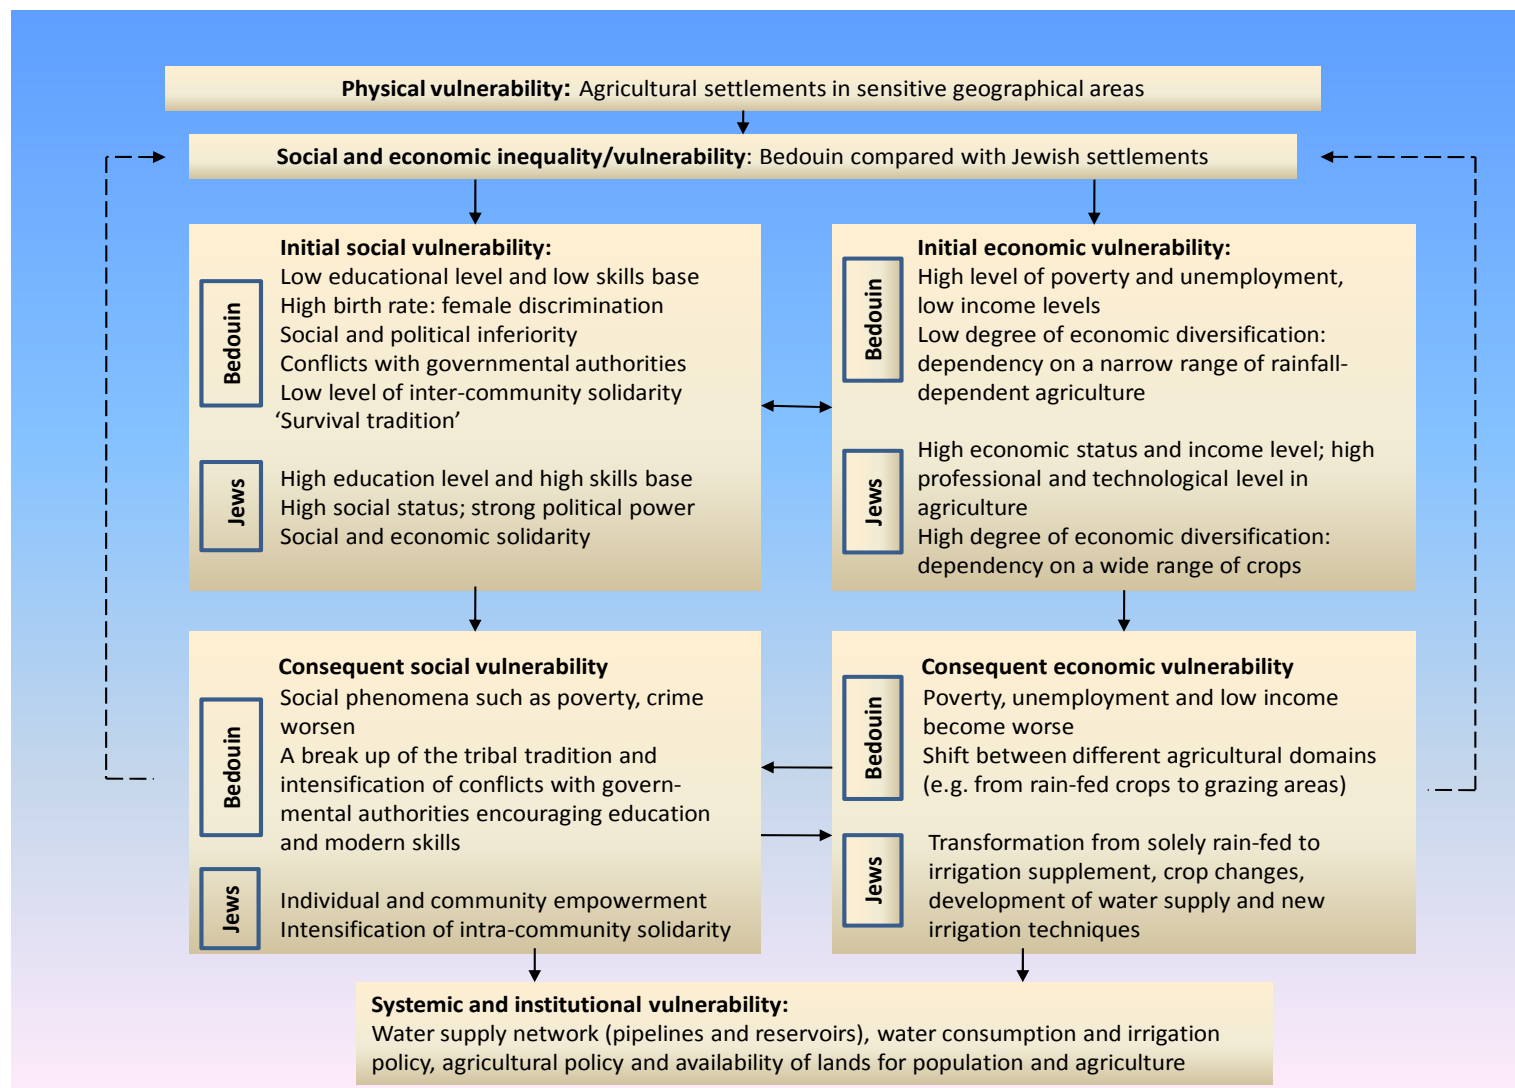 Physical vulnerability: Agricultural settlements in sensitive geographical areas
Social and economic inequality/vulnerability: Bedouin compared with Jewish settlements
Initial social vulnerability:
Bedouin
Low educational level and low skills base
High birth rate: female discrimination
Social and political inferiority
Conflicts with governmental authorities
Low level of inter-community solidarity
‘Survival tradition’
Jews
High education level and high skills base
High social status; strong political power
Social and economic solidarity
Initial economic vulnerability:
Bedouin
High level of poverty and unemployment,
low income levels
Low degree of economic diversification:
dependency on a narrow range of rainfall-
dependent agriculture
Jews
High economic status and income level; high
professional and technological level in
agriculture
High degree of economic diversification:
dependency on a wide range of crops
Consequent social vulnerability
Bedouin
Social phenomena such as poverty, crime
worsen
A break up of the tribal tradition and
intensification of conflicts with govern-
mental authorities encouraging education
and modern skills
Jews
Individual and community empowerment
Intensification of intra-community solidarity
Consequent economic vulnerability
Bedouin
Poverty, unemployment and low income
become worse
Shift between different agricultural domains
(e.g. from rain-fed crops to grazing areas)
Jews
Transformation from solely rain-fed to
irrigation supplement, crop changes,
development of water supply and new
irrigation techniques
Systemic and institutional vulnerability:
Water supply network (pipelines and reservoirs), water consumption and irrigation
policy, agricultural policy and availability of lands for population and agriculture